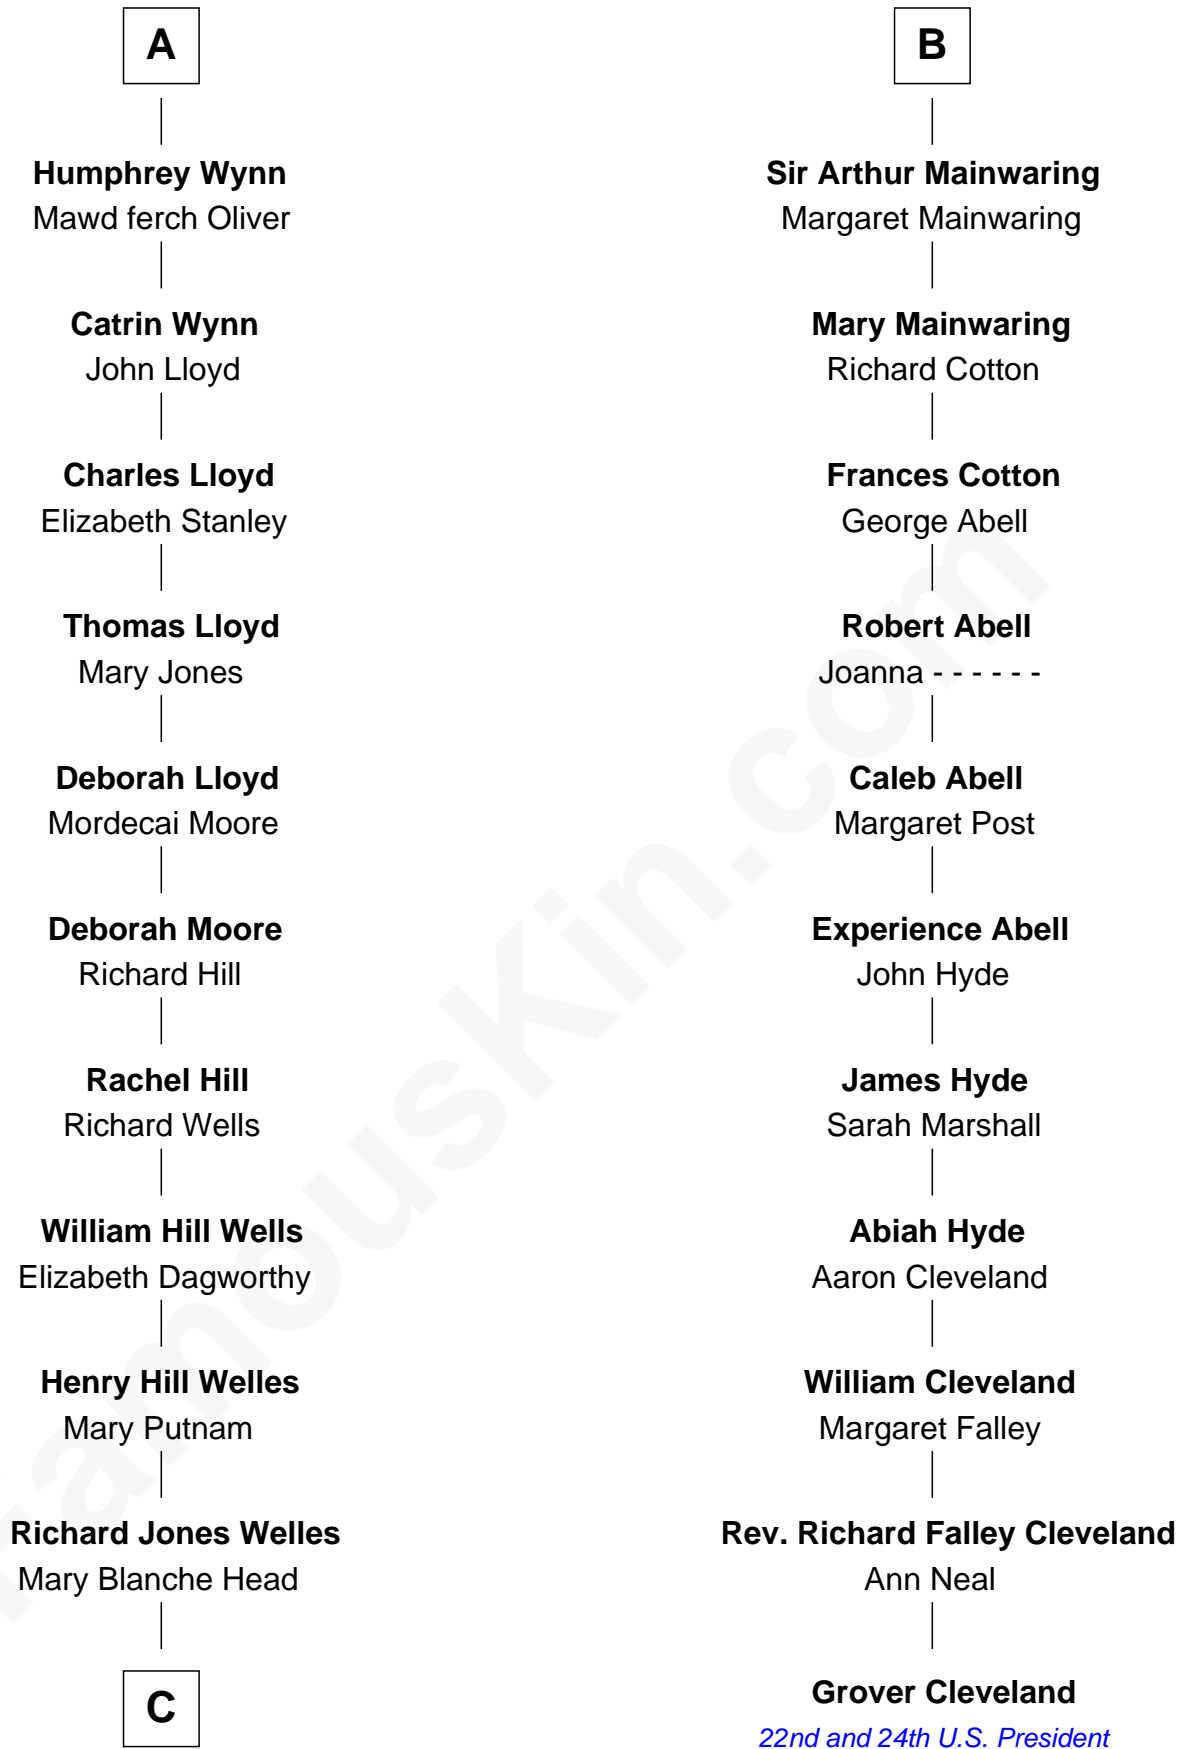 A
Humphrey Wynn
Mawd ferch Oliver
Catrin Wynn
John Lloyd
Charles Lloyd
Elizabeth Stanley
Thomas Lloyd
Mary Jones
Deborah Lloyd
Mordecai Moore
Deborah Moore
Richard Hill
Rachel Hill
Richard Wells
William Hill Wells
Elizabeth Dagworthy
Henry Hill Welles
Mary Putnam
Richard Jones Welles
Mary Blanche Head
C
B
Sir Arthur Mainwaring
Margaret Mainwaring
Mary Mainwaring
Richard Cotton
Frances Cotton
George Abell
Robert Abell
Joanna - - - - - -
Caleb Abell
Margaret Post
Experience Abell
John Hyde
James Hyde
Sarah Marshall
Abiah Hyde
Aaron Cleveland
William Cleveland
Margaret Falley
Rev. Richard Falley Cleveland
Ann Neal
Grover Cleveland
22nd and 24th U.S. President
FamousKin.com